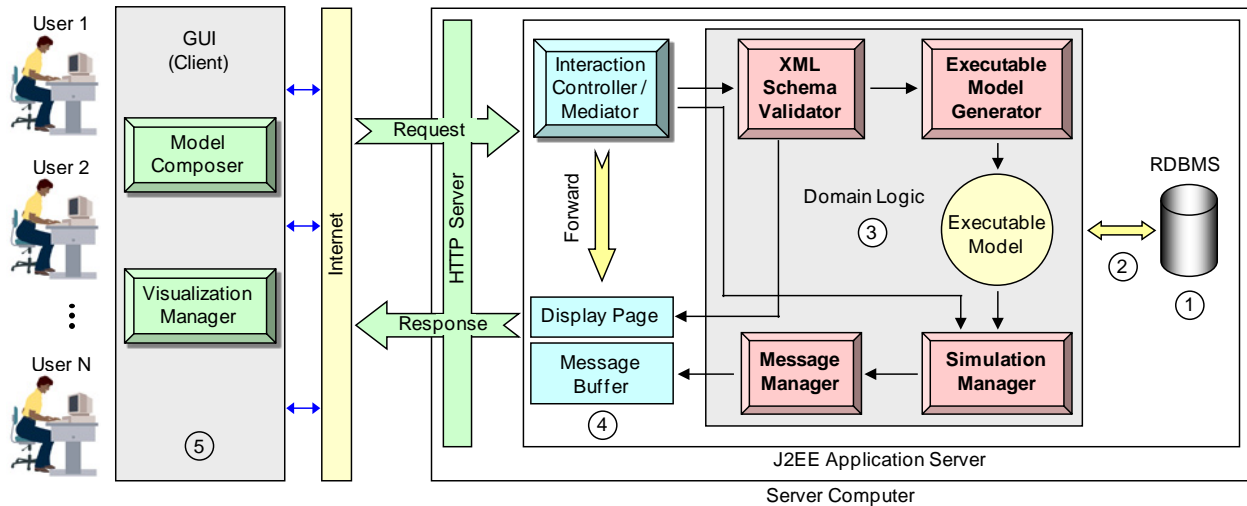 User 1
User 2
User N
GUI
(Client)
Model
Composer
Visualization
Manager
5
Internet
HTTP Server
Request
Response
Interaction
Controller /
Mediator
Forward
Display Page
Message
Buffer
4
XML
Schema
Validator
Executable
Model
Generator
Domain Logic
3
Executable
Model
Message
Manager
Simulation
Manager
2
RDBMS
1
J2EE Application Server
Server Computer